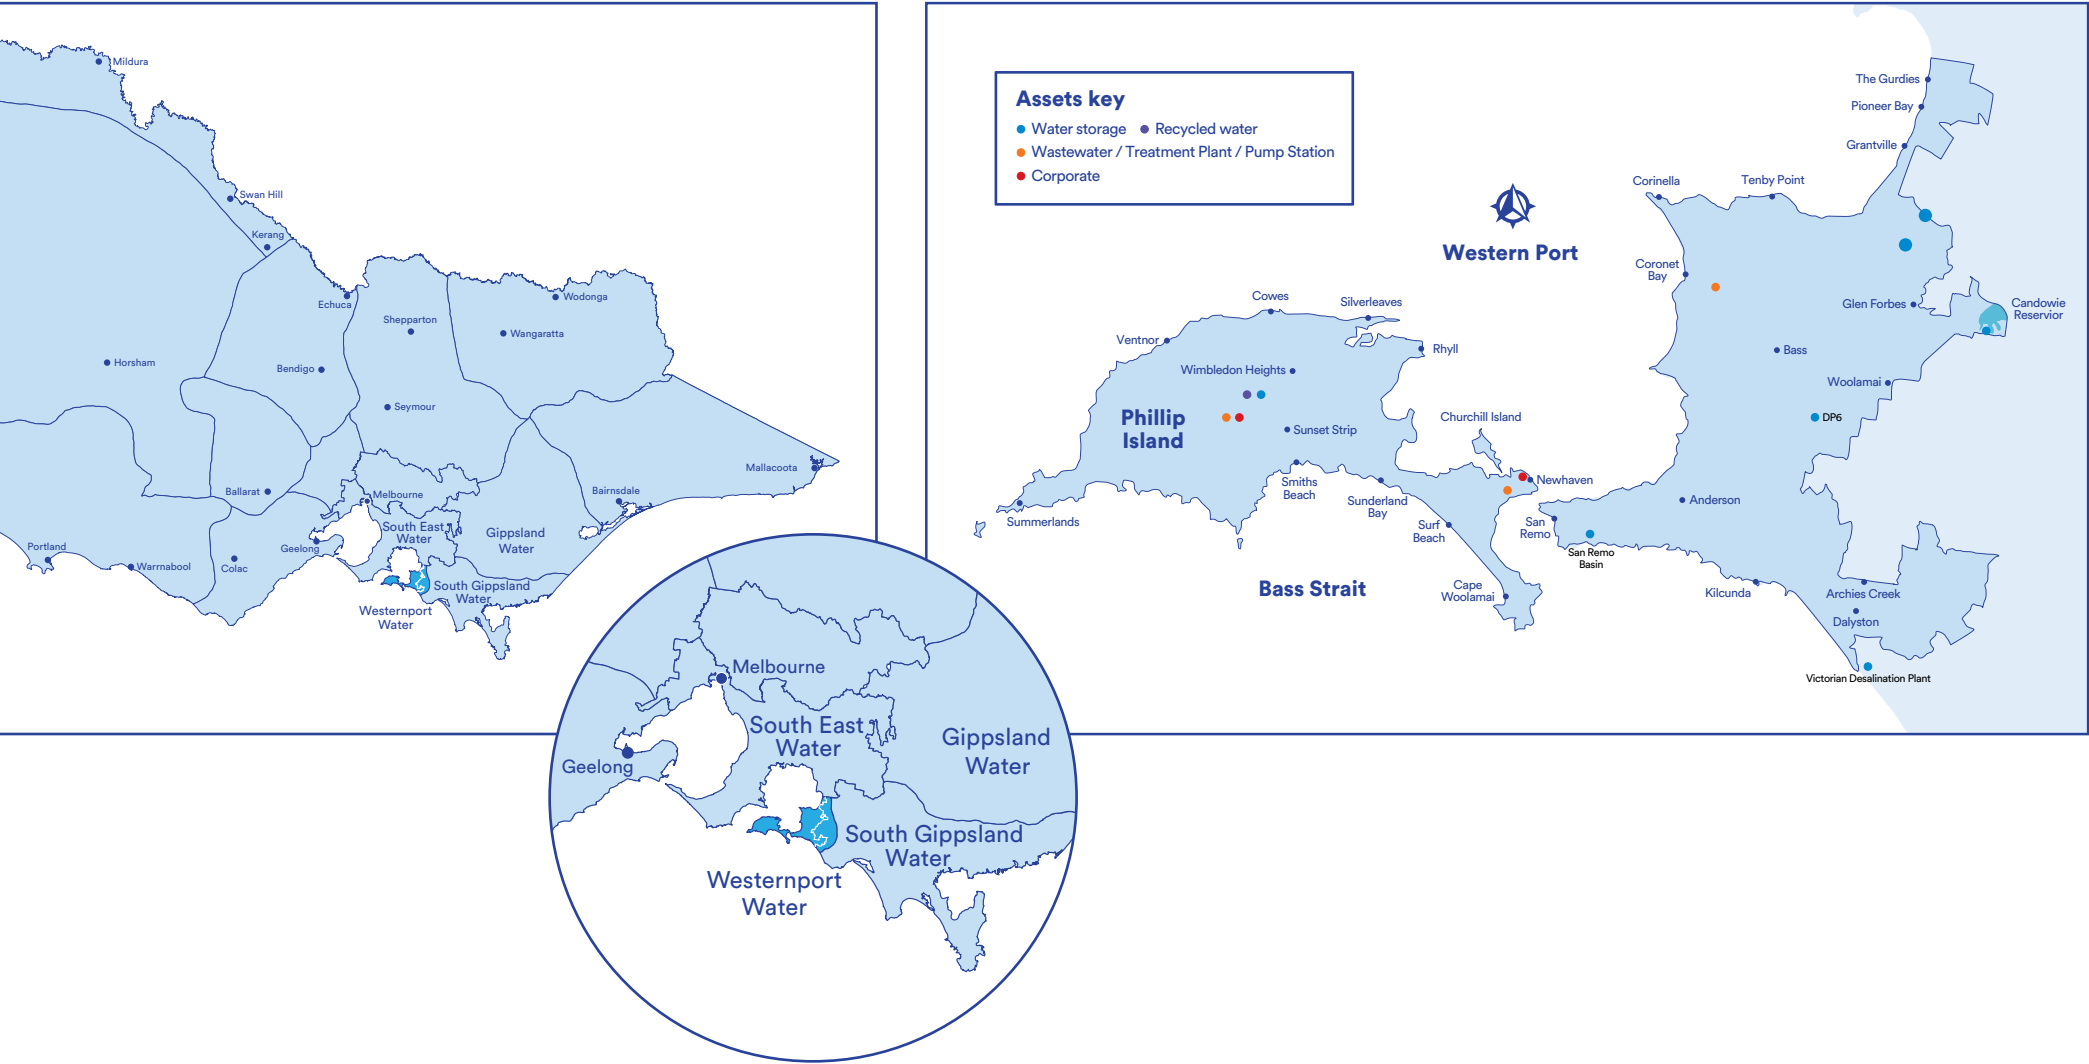 Mildura
Swan Hill
Kerang
Echuca
Shepparton
Wodonga
Wangaratta
Horsham
Bendigo
Seymour
Mallacoota
Ballarat
Melbourne
Bairnsdale
South East
Water
Gippsland
Water
Geelong
Portland
Warrnabool
Colac
South Gippsland
Water
Westernport
Water
Melbourne
South East
Water
Gippsland
Water
Geelong
South Gippsland
Water
Westernport
Water
Assets key
Water storage
Recycled water
Wastewater / Treatment Plant / Pump Station
Corporate
Western Port
The Gurdies
Pioneer Bay
Grantville
Corinella
Tenby Point
Coronet
Bay
Glen Forbes
Candowie
Reservior
Cowes
Silverleaves
Ventnor
Rhyll
Bass
Wimbledon Heights
Woolamai
Phillip
Island
Churchill Island
DP6
Sunset Strip
Newhaven
Smiths
Beach
Sunderland
Bay
Anderson
Summerlands
Surf
Beach
San
Remo
San Remo
Basin
Bass Strait
Cape
Woolamai
Kilcunda
Archies Creek
Dalyston
Victorian Desalination Plant